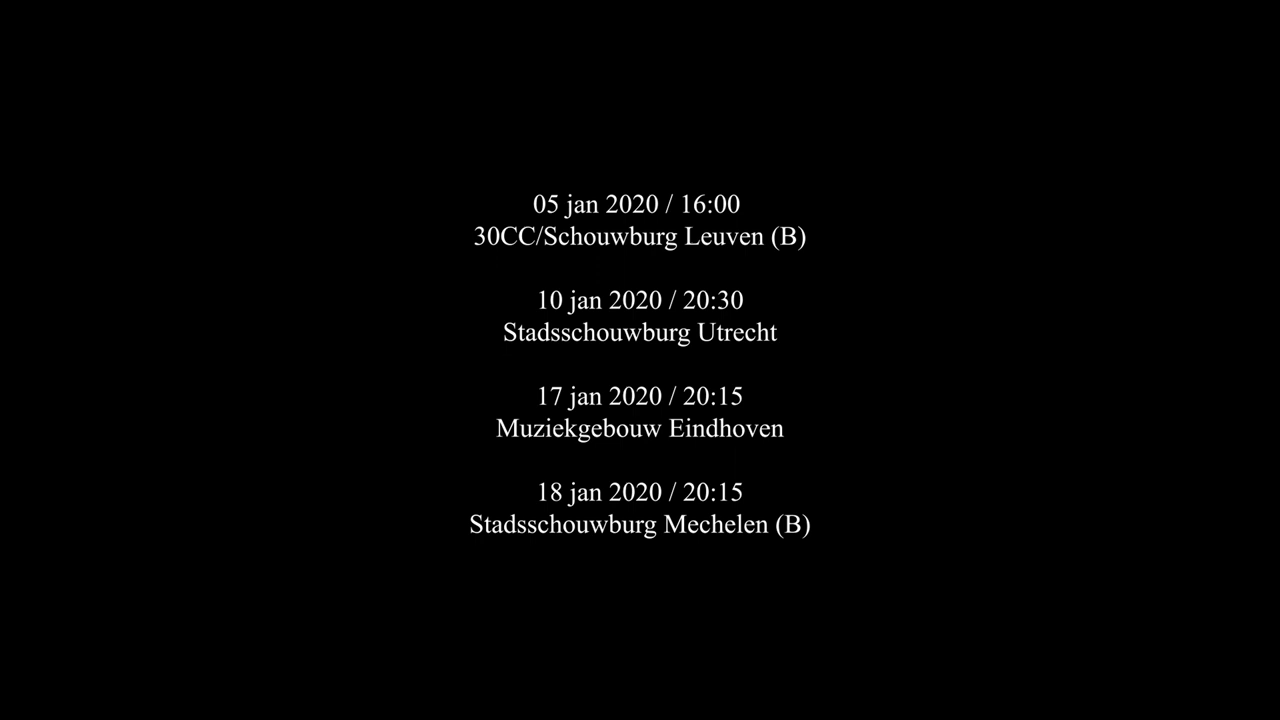 05 jan 2020 / 16:00
30CC/Schouwburg Leuven (B)
10 jan 2020 / 20:30
Stadsschouwburg Utrecht
17 jan 2020 / 20:15
Muziekgebouw Eindhoven
18 jan 2020 / 20:15
Stadsschouwburg Mechelen (B)